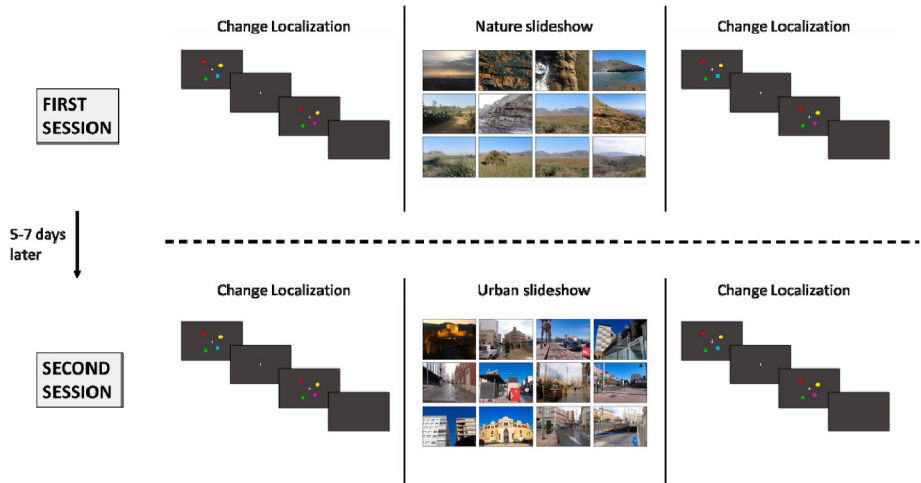 Change Localization
Nature slideshow
Change Localization
FIRST
SESSION
5-7 days
later
Change Localization
Urban slideshow
Change Localization
SECOND
SESSION